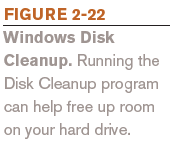 FIGURE 2-22
Windows Disk
Cleanup. Running the
Disk Cleanup program
can help free up room
on your hard drive.